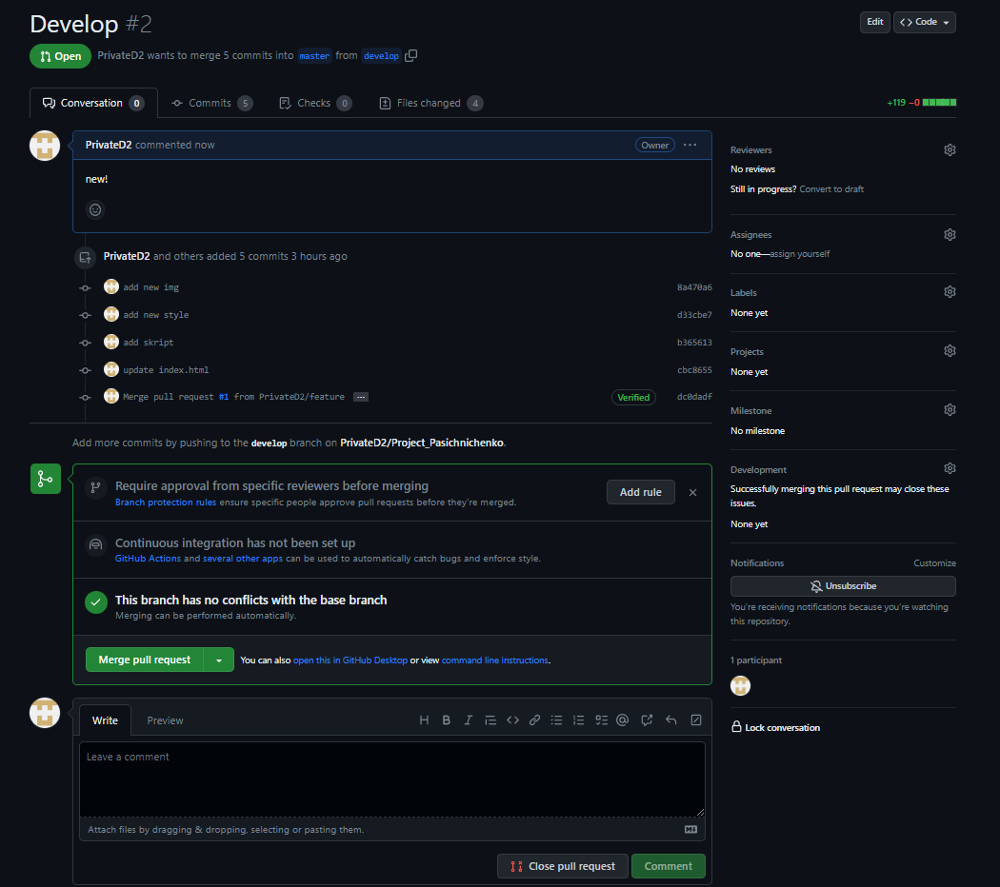 Develop #2
Edit
<> Code
Open
PrivateD2 wants to merge 5 commits into master from develop
Conversation 0
Commits 5
Checks 0
Files changed 4
+119 −0
PrivateD2 commented now
Owner
new!
PrivateD2 and others added 5 commits 3 hours ago
add new img 8a470a6
add new style d33cbe7
add skript b365613
update index.html cbc8655
Merge pull request #1 from PrivateD2/feature ... Verified dc0dadf
Add more commits by pushing to the develop branch on PrivateD2/Project_Pasichnichenko.
Require approval from specific reviewers before merging
Branch protection rules ensure specific people approve pull requests before they're merged.
Add rule
Continuous integration has not been set up
GitHub Actions and several other apps can be used to automatically catch bugs and enforce style.
This branch has no conflicts with the base branch
Merging can be performed automatically.
Merge pull request
You can also open this in GitHub Desktop or view command line instructions.
Write
Preview
Leave a comment
Attach files by dragging & dropping, selecting or pasting them.
Close pull request
Comment
Reviewers
No reviews
Still in progress? Convert to draft
Assignees
No one—assign yourself
Labels
None yet
Projects
None yet
Milestone
No milestone
Development
Successfully merging this pull request may close these
issues.
None yet
Notifications
Customize
Unsubscribe
You're receiving notifications because you're watching
this repository.
1 participant
Lock conversation